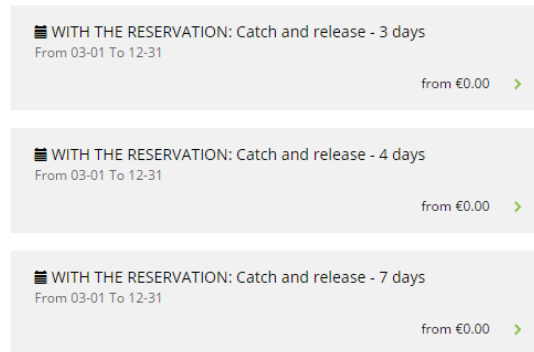 WITH THE RESERVATION: Catch and release - 3 days
From 03-01 To 12-31
from €0.00
WITH THE RESERVATION: Catch and release - 4 days
From 03-01 To 12-31
from €0.00
WITH THE RESERVATION: Catch and release - 7 days
From 03-01 To 12-31
from €0.00